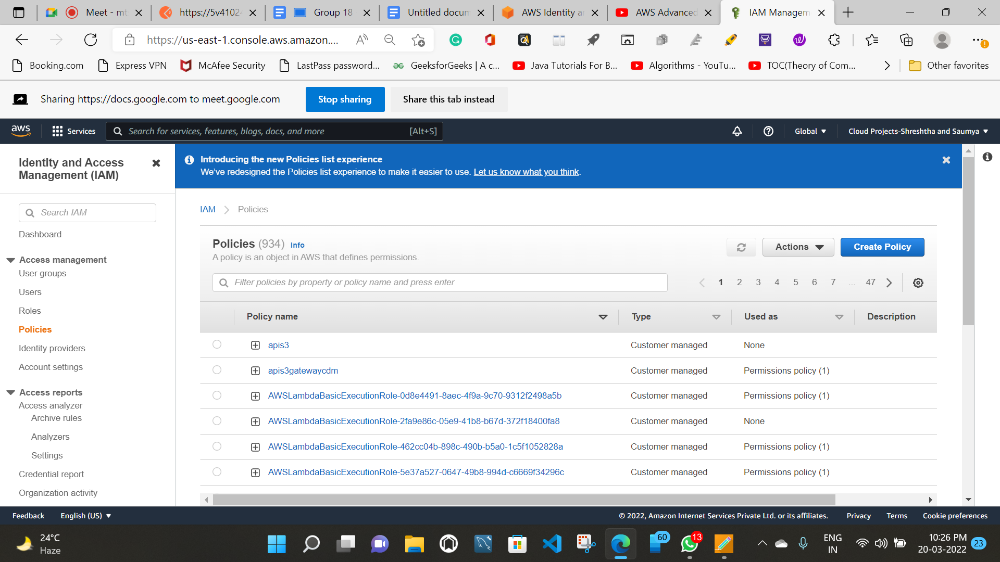 Meet - mt
https://5v4102
Group 18
Untitled docum
AWS Identity a
AWS Advanced
IAM Managem
https://us-east-1.console.aws.amazon....
Booking.com
Express VPN
McAfee Security
LastPass password...
GeeksforGeeks | A c...
Java Tutorials For B...
Algorithms - YouTu...
TOC(Theory of Com...
Other favorites
Sharing https://docs.google.com to meet.google.com
Stop sharing
Share this tab instead
aws
Services
Search for services, features, blogs, docs, and more
[Alt+S]
Global
Cloud Projects-Shreshtha and Saumya
Identity and Access
Management (IAM)
Search IAM
Dashboard
Access management
User groups
Users
Roles
Policies
Identity providers
Account settings
Access reports
Access analyzer
Archive rules
Analyzers
Settings
Credential report
Organization activity
Introducing the new Policies list experience
We've redesigned the Policies list experience to make it easier to use. Let us know what you think.
IAM
Policies
Policies (934) Info
A policy is an object in AWS that defines permissions.
Actions
Create Policy
Filter policies by property or policy name and press enter
1 2 3 4 5 6 7 ... 47
Policy name Type Used as Description
apis3 Customer managed None
apis3gatewaycdm Customer managed Permissions policy (1)
AWSLambdaBasicExecutionRole-0d8e4491-8aec-4f9a-9c70-9312f2498a5b Customer managed Permissions policy (1)
AWSLambdaBasicExecutionRole-2fa9e86c-05e9-41b8-b67d-372f18400fa8 Customer managed None
AWSLambdaBasicExecutionRole-462cc04b-898c-490b-b5a0-1c5f1052828a Customer managed Permissions policy (1)
AWSLambdaBasicExecutionRole-5e37a527-0647-49b8-994d-c6669f34296c Customer managed Permissions policy (1)
Feedback
English (US)
© 2022, Amazon Internet Services Private Ltd. or its affiliates.
Privacy
Terms
Cookie preferences
24°C
Haze
60
13
ENG
IN
10:26 PM
20-03-2022
23